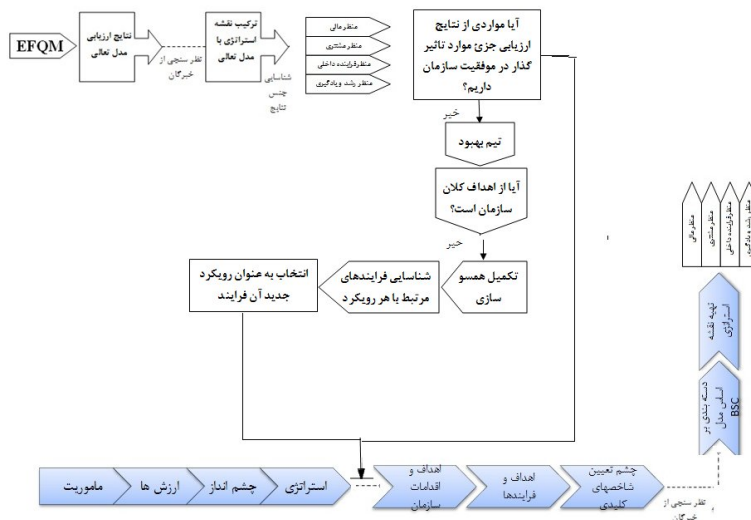 EFQM
نتایج ارزیابی
مدل تعالی
نظر سنجی از
خبرگان
ترکیب نقشه
استراتژی با
مدل تعالی
شناسایی
جنس
نتایج
منظر مالی
منظر مشتری
منظر فرآینده داخلی
منظر رشد و یادگیری
آیا مواردی از نتایج
ارزیابی جزئ موارد تاثیر
گذار در موفقیت سازمان
داریم؟
خیر
تیم بهبود
آیا از اهداف کلان
سازمان است؟
خیر
تکمیل همسو
سازی
شناسایی فرایندهای
مرتبط با هر رویکرد
انتخاب به عنوان رویکرد
جدید آن فرایند
ماموریت
ارزش ها
چشم انداز
استراتژی
اهداف و
اقدامات
سازمان
اهداف و
فرایندها
چشم تعیین
شاخصهای
کلیدی
نظر سنجی از
خبرگان
دسته بندی بر
اساس مدل
BSC
تهیه نقشه
استراتژی
منظر مالی
منظر مشتری
منظر فرآینده داخلی
منظر رشد و یادگیری